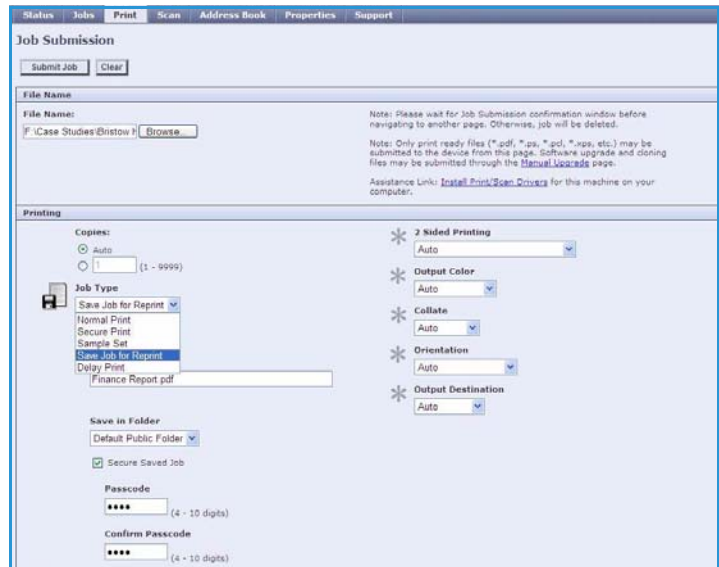 Status Jobs Print Scan Address Book Properties Support
Job Submission
Submit Job Clear
File Name
File Name:
F:\Case Studies\Bristow H Browse...
Note: Please wait for Job Submission confirmation window before
navigating to another page. Otherwise, job will be deleted.
Note: Only print ready files (*.pdf, *.ps, *.pcl, *.xps, etc.) may be
submitted to the device from this page. Software upgrade and cloning
files may be submitted through the Manual Upgrade page.
Assistance Link: Install Print/Scan Drivers for this machine on your
computer.
Printing
Copies:
Auto
1 (1 - 9999)
Job Type
Save Job for Reprint
Normal Print
Secure Print
Sample Set
Save Job for Reprint
Delay Print
Finance Report.pdf
Save in Folder
Default Public Folder
Secure Saved Job
Passcode
•••• (4 - 10 digits)
Confirm Passcode
•••• (4 - 10 digits)
2 Sided Printing
Auto
Output Color
Auto
Collate
Auto
Orientation
Auto
Output Destination
Auto